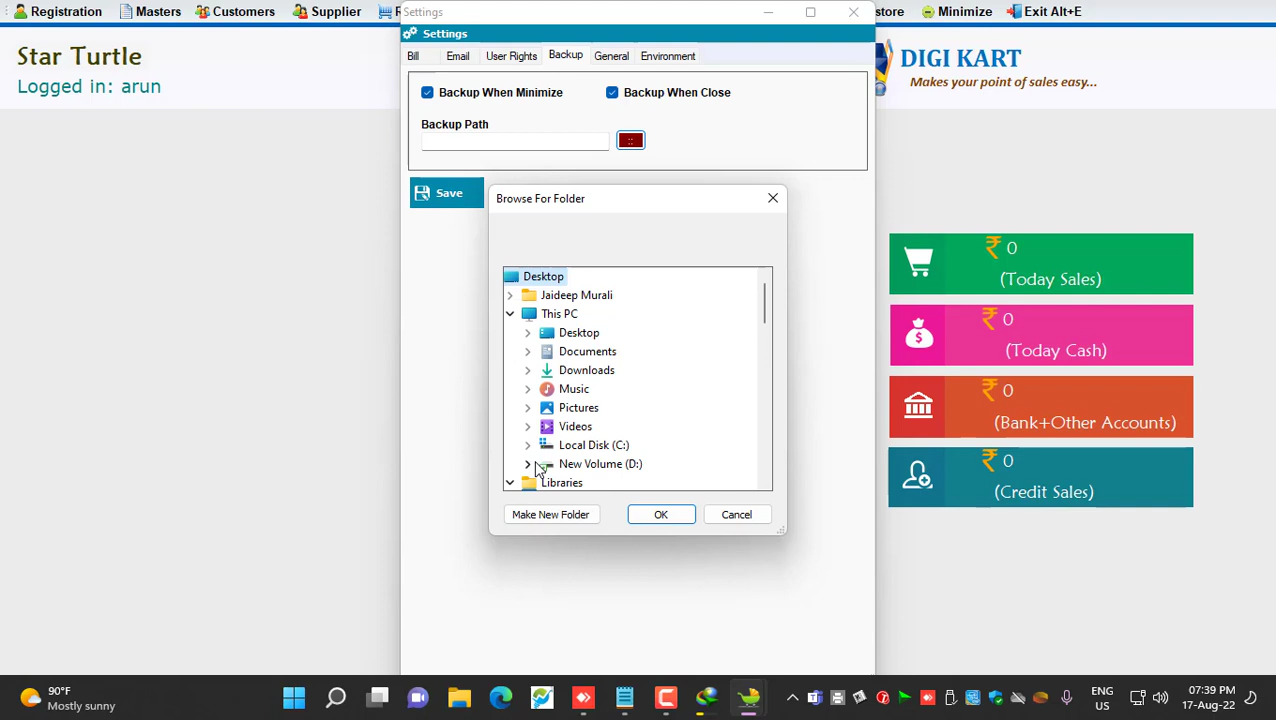 Registration Masters Customers Supplier
Settings
store Minimize Exit Alt+E
Star Turtle
Logged in: arun
Settings
Bill Email User Rights Backup General Environment
Backup When Minimize Backup When Close
Backup Path
::
Save
DIGI KART
Makes your point of sales easy...
Browse For Folder
Desktop
Jaideep Murali
This PC
Desktop
Documents
Downloads
Music
Pictures
Videos
Local Disk (C:)
New Volume (D:)
Libraries
Make New Folder OK Cancel
₹ 0
(Today Sales)
₹ 0
(Today Cash)
₹ 0
(Bank+Other Accounts)
₹ 0
(Credit Sales)
90°F
Mostly sunny
ENG
US
07:39 PM
17-Aug-22